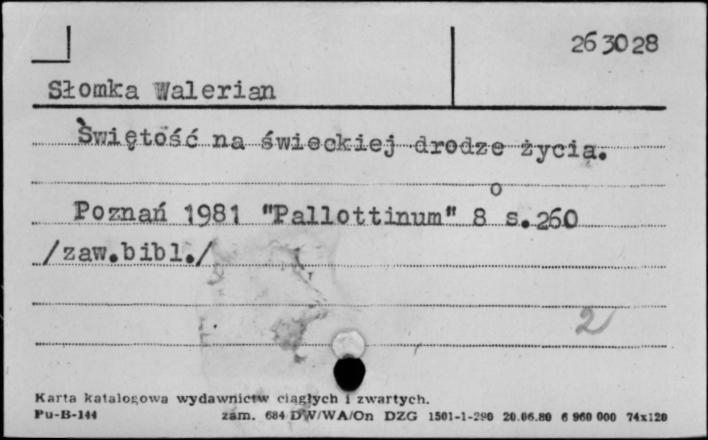 263028
Słomka Walerian
Świętość na świeckiej drodze życia.
Poznań 1981 "Pallottinum" 8° s.260
/zaw.bibl./
2
Karta katalogowa wydawnictw ciągłych i zwartych.
Pu-B-144 zam. 684 DW/WA/On DZG 1501-1-290 20.06.80 6 960 000 74x120